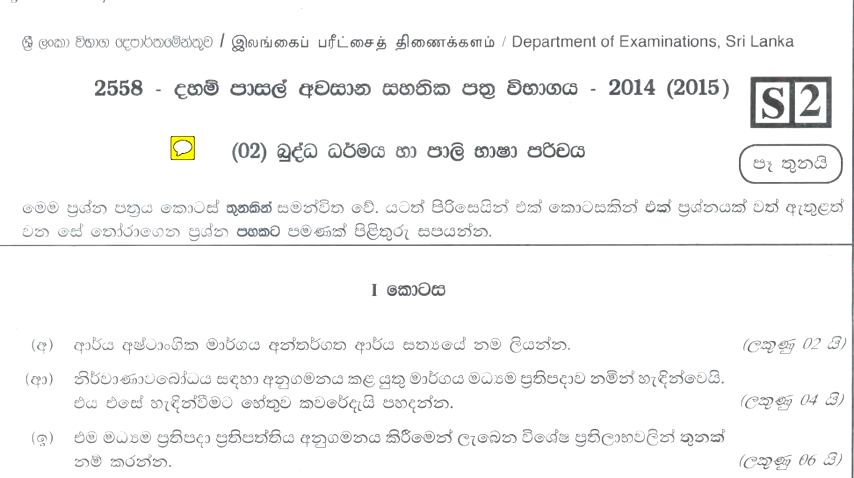 ශ්‍රී ලංකා විභාග දෙපාර්තමේන්තුව / இலங்கைப் பரீட்சைத் திணைக்களம் / Department of Examinations, Sri Lanka
2558 - දහම් පාසල් අවසාන සහතික පත්‍ර විභාගය - 2014 (2015)
S 2
(02) බුද්ධ ධර්මය හා පාලි භාෂා පරිචය
පැ තුනයි
මෙම ප්‍රශ්න පත්‍රය කොටස් තුනකින් සමන්විත වේ. යටත් පිරිසෙයින් එක් කොටසකින් එක් ප්‍රශ්නයක් වත් ඇතුළත්
වන සේ තෝරාගෙන ප්‍රශ්න පහකට පමණක් පිළිතුරු සපයන්න.
I කොටස
(අ) ආර්ය අෂ්ටාංගික මාර්ගය අන්තර්ගත ආර්ය සත්‍යයේ නම ලියන්න. (ලකුණු 02 යි)
(ආ) නිර්වාණාවබෝධය සඳහා අනුගමනය කළ යුතු මාර්ගය මධ්‍යම ප්‍රතිපදාව නමින් හැඳින්වෙයි.
එය එසේ හැඳින්වීමට හේතුව කවරේදැයි පහදන්න. (ලකුණු 04 යි)
(ඉ) එම මධ්‍යම ප්‍රතිපදා ප්‍රතිපත්තිය අනුගමනය කිරීමෙන් ලැබෙන විශේෂ ප්‍රතිලාභවලින් තුනක්
නම් කරන්න. (ලකුණු 06 යි)